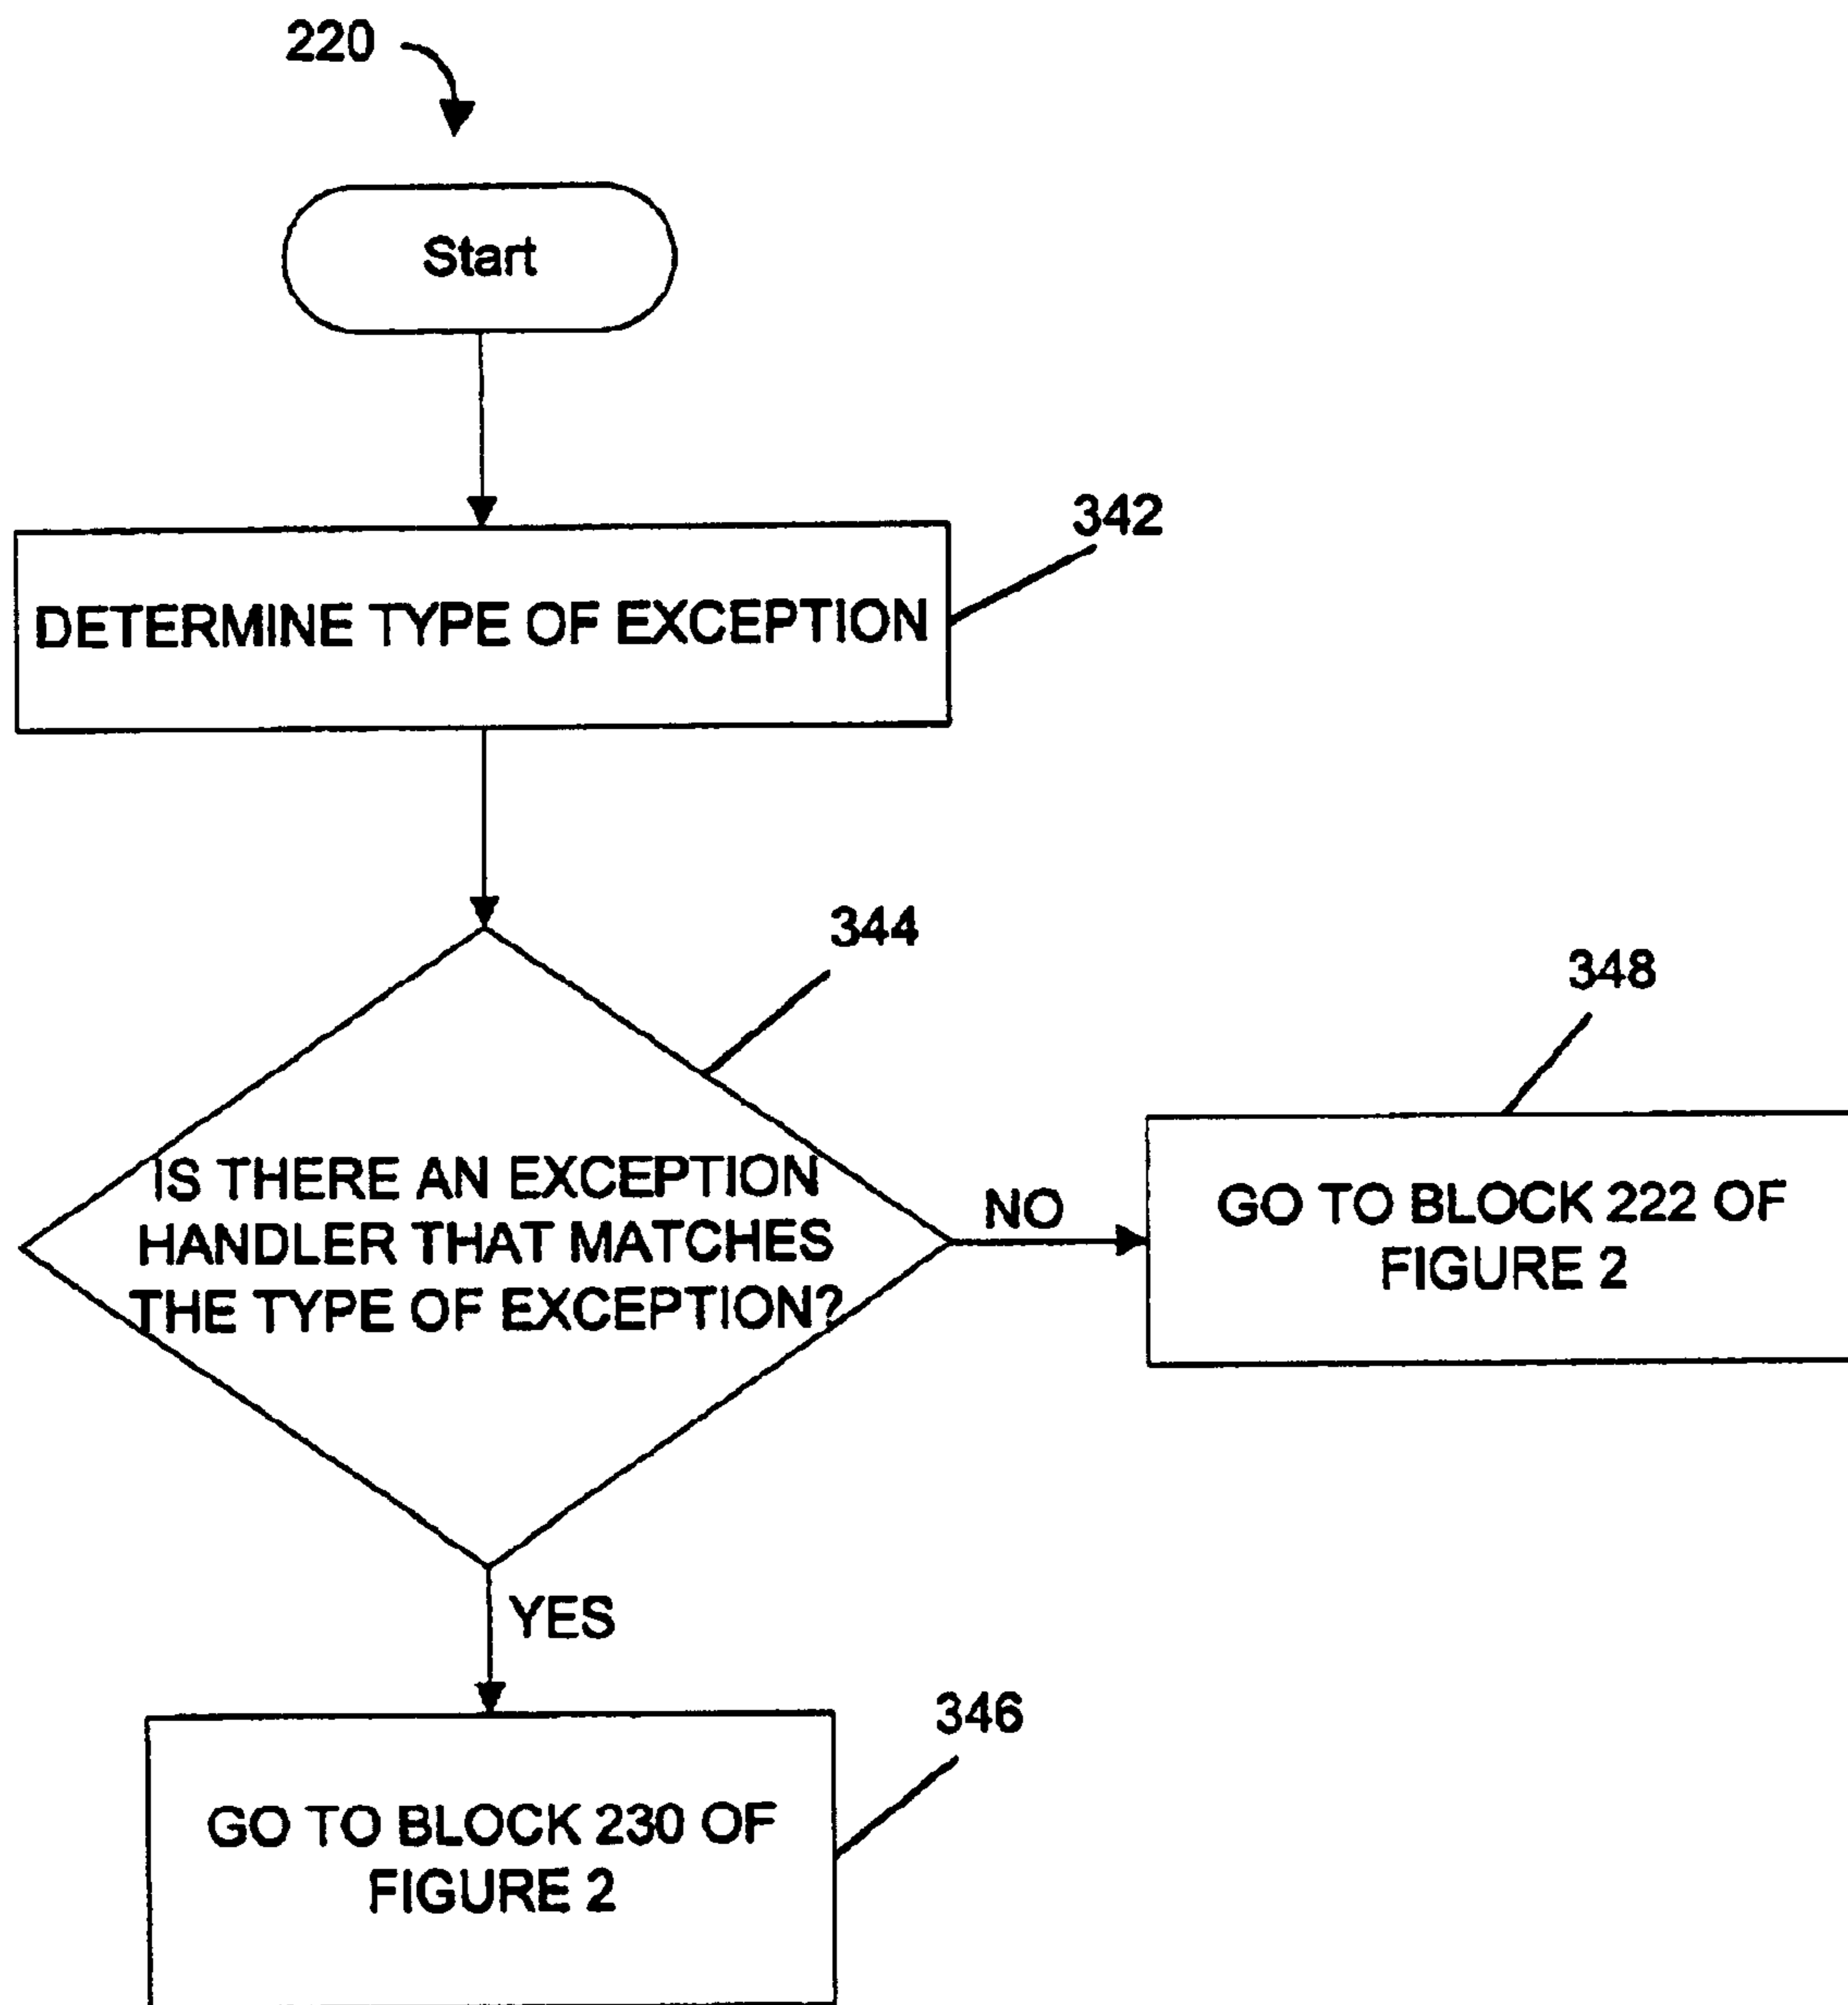 220
Start
342
DETERMINE TYPE OF EXCEPTION
344
348
IS THERE AN EXCEPTION
HANDLER THAT MATCHES
THE TYPE OF EXCEPTION?
NO
GO TO BLOCK 222 OF
FIGURE 2
YES
346
GO TO BLOCK 230 OF
FIGURE 2